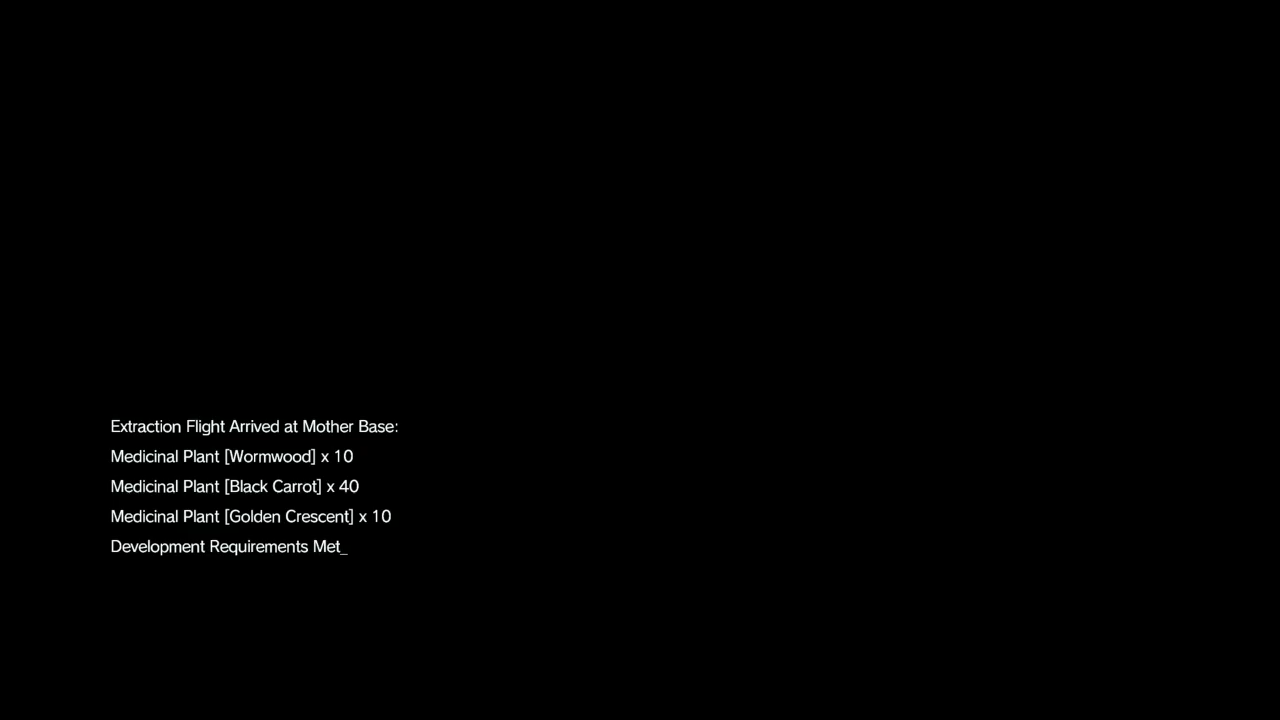 Extraction Flight Arrived at Mother Base:
Medicinal Plant [Wormwood] x 10
Medicinal Plant [Black Carrot] x 40
Medicinal Plant [Golden Crescent] x 10
Development Requirements Met_